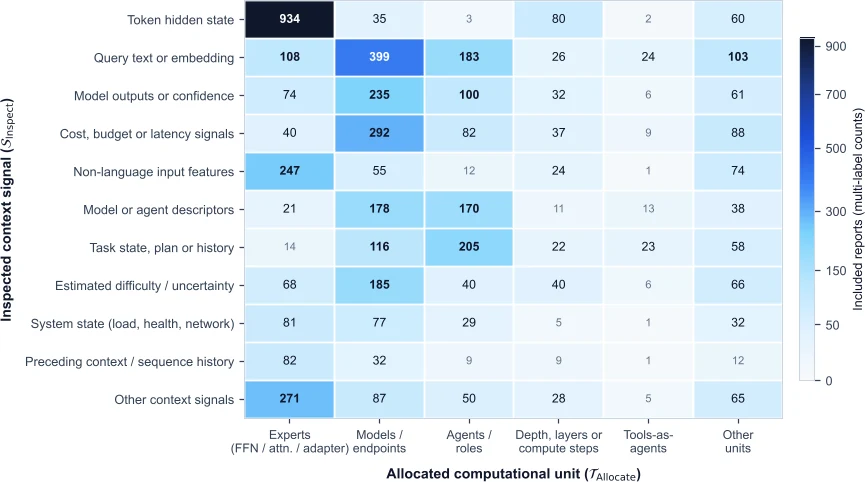 Token hidden state 934 35 3 80 2 60
Query text or embedding 108 399 183 26 24 103
Model outputs or confidence 74 235 100 32 6 61
Cost, budget or latency signals 40 292 82 37 9 88
Non-language input features 247 55 12 24 1 74
Model or agent descriptors 21 178 170 11 13 38
Task state, plan or history 14 116 205 22 23 58
Estimated difficulty / uncertainty 68 185 40 40 6 66
System state (load, health, network) 81 77 29 5 1 32
Preceding context / sequence history 82 32 9 9 1 12
Other context signals 271 87 50 28 5 65
Experts
(FFN / attn. / adapter)
Models /
endpoints
Agents /
roles
Depth, layers or
compute steps
Tools-as-
agents
Other
units
Allocated computational unit (𝒯Allocate)
Inspected context signal (𝒮Inspect)
900
700
500
300
150
50
0
Included reports (multi-label counts)